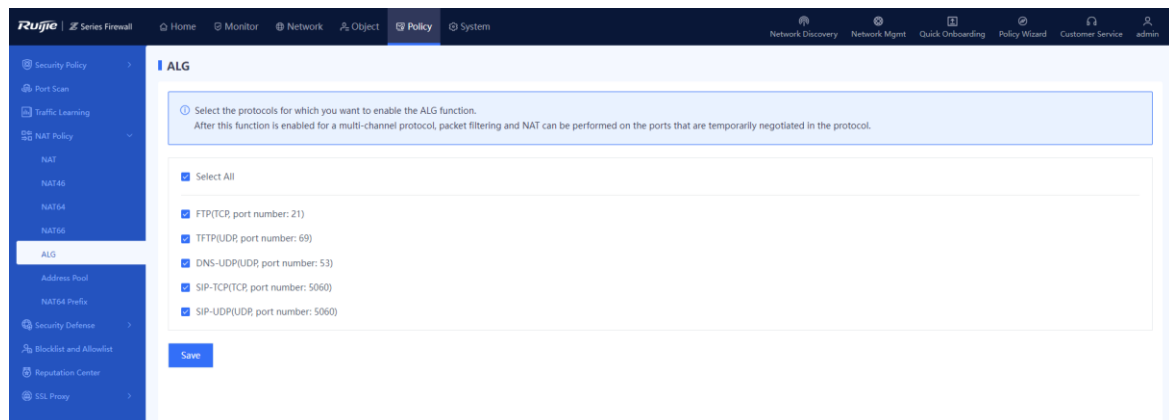 Ruijie | Z Series Firewall
Home Monitor Network Object Policy System
Network Discovery Network Mgmt Quick Onboarding Policy Wizard Customer Service admin
Security Policy
Port Scan
Traffic Learning
NAT Policy
NAT
NAT46
NAT64
NAT66
ALG
Address Pool
NAT64 Prefix
Security Defense
Blocklist and Allowlist
Reputation Center
SSL Proxy
ALG
Select the protocols for which you want to enable the ALG function.
After this function is enabled for a multi-channel protocol, packet filtering and NAT can be performed on the ports that are temporarily negotiated in the protocol.
Select All
FTP(TCP, port number: 21)
TFTP(UDP, port number: 69)
DNS-UDP(UDP, port number: 53)
SIP-TCP(TCP, port number: 5060)
SIP-UDP(UDP, port number: 5060)
Save